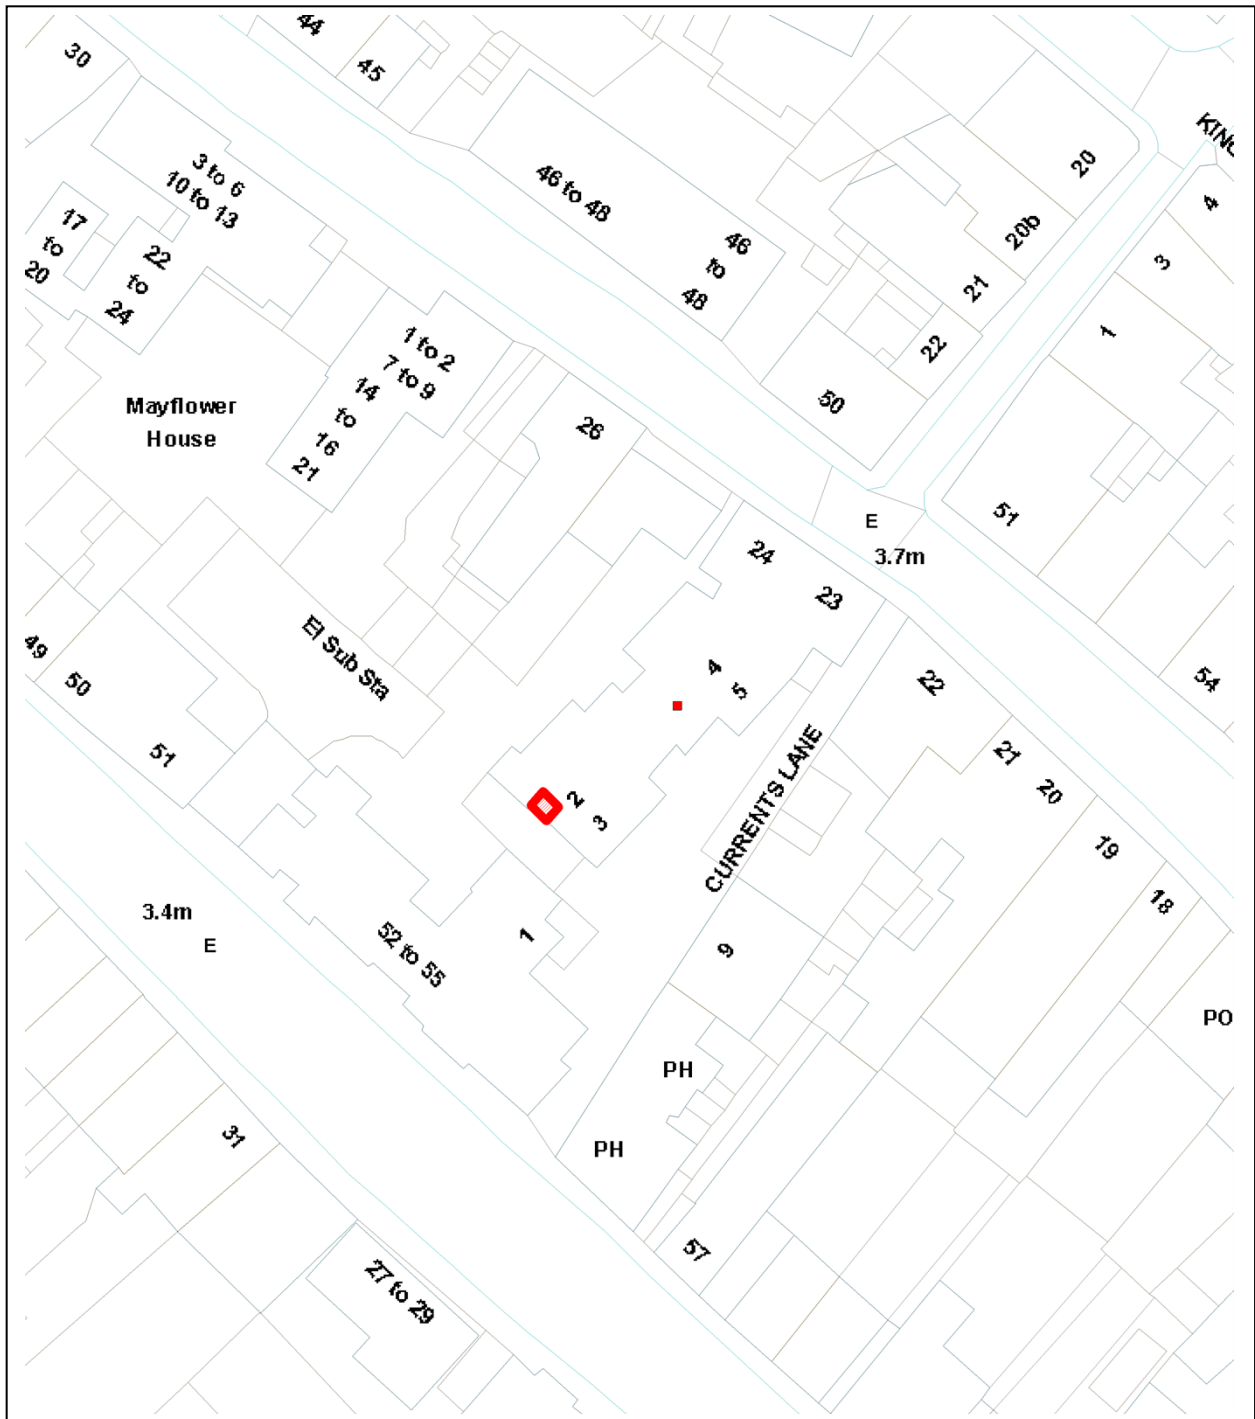 44
45
30
KING
3 to 6
10 to 13
46 to 48
20
4
17
to
20
22
to
24
46
to
48
20b
3
21
1
1 to 2
7 to 9
14
to
16
21
22
Mayflower
House
26
50
51
E
3.7m
24
23
El Sub Sta
49
50
51
4
5
22
54
CURRENTS LANE
21
20
19
18
2
3
3.4m
E
52 to 55
1
9
PO
PH
PH
31
57
27 to 29